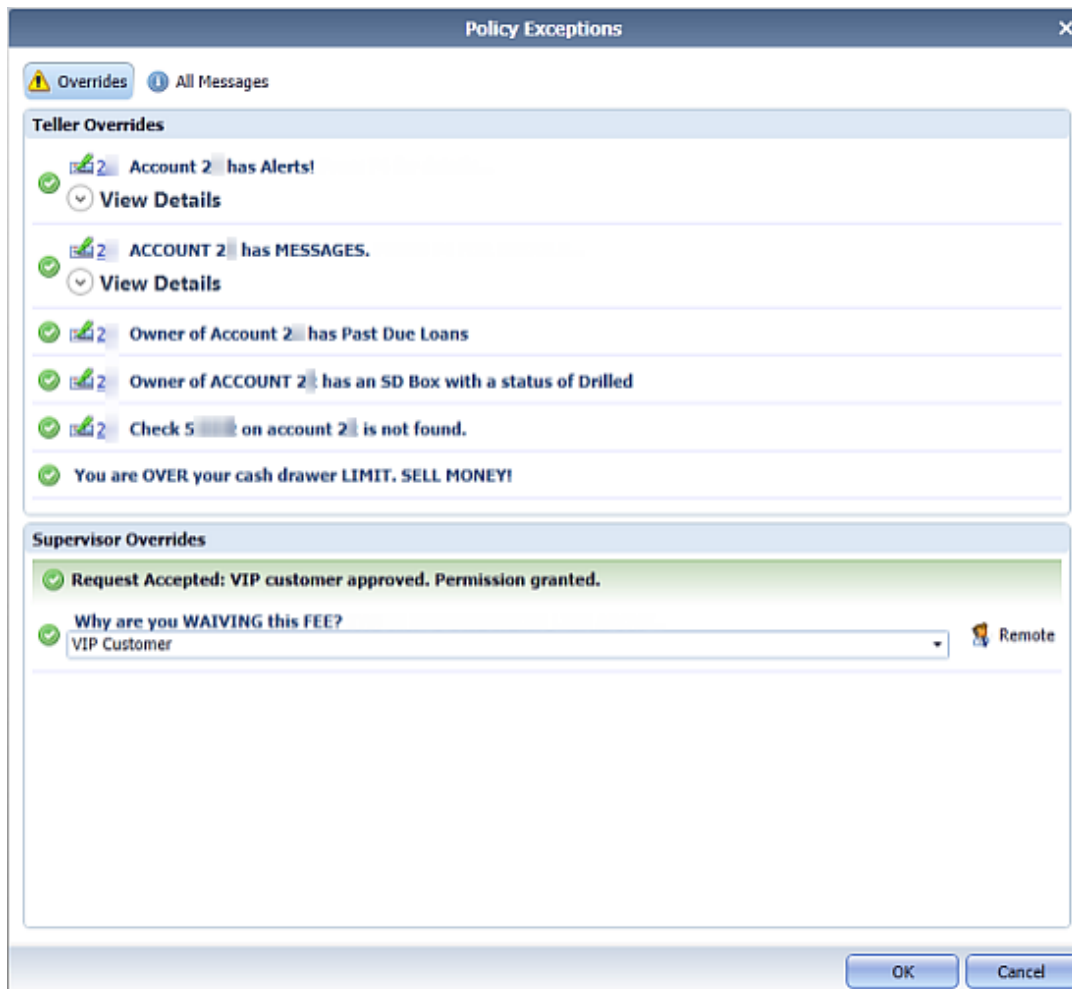 Policy Exceptions
Overrides All Messages
Teller Overrides
2 Account 2 has Alerts!
View Details
2 ACCOUNT 2 has MESSAGES.
View Details
2 Owner of Account 2 has Past Due Loans
2 Owner of ACCOUNT 2 has an SD Box with a status of Drilled
2 Check 5 on account 2 is not found.
You are OVER your cash drawer LIMIT. SELL MONEY!
Supervisor Overrides
Request Accepted: VIP customer approved. Permission granted.
Why are you WAIVING this FEE?
VIP Customer
Remote
OK Cancel